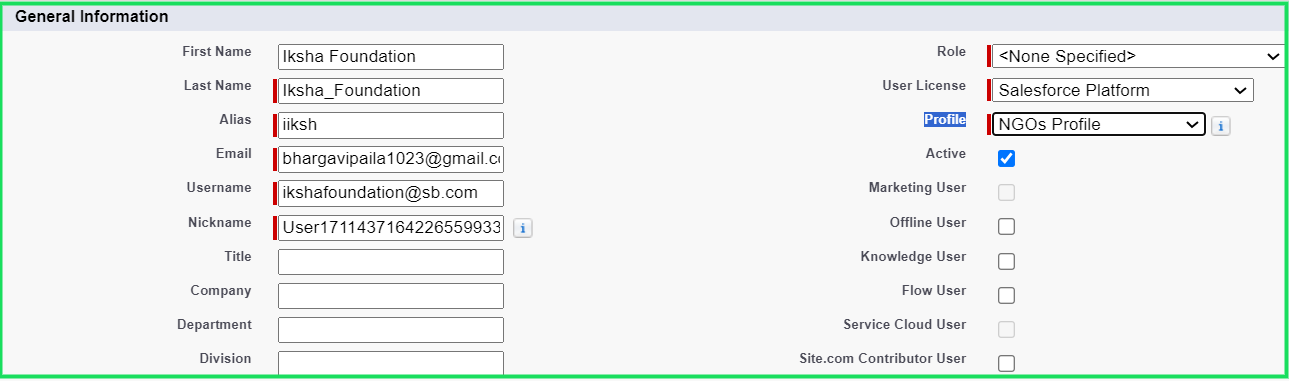 General Information
First Name Iksha Foundation Role <None Specified>
Last Name Iksha_Foundation User License Salesforce Platform
Alias iiksh Profile NGOs Profile i
Email bhargavipaila1023@gmail.co Active
Username ikshafoundation@sb.com Marketing User
Nickname User1711437164226559933 i Offline User
Title Knowledge User
Company Flow User
Department Service Cloud User
Division Site.com Contributor User